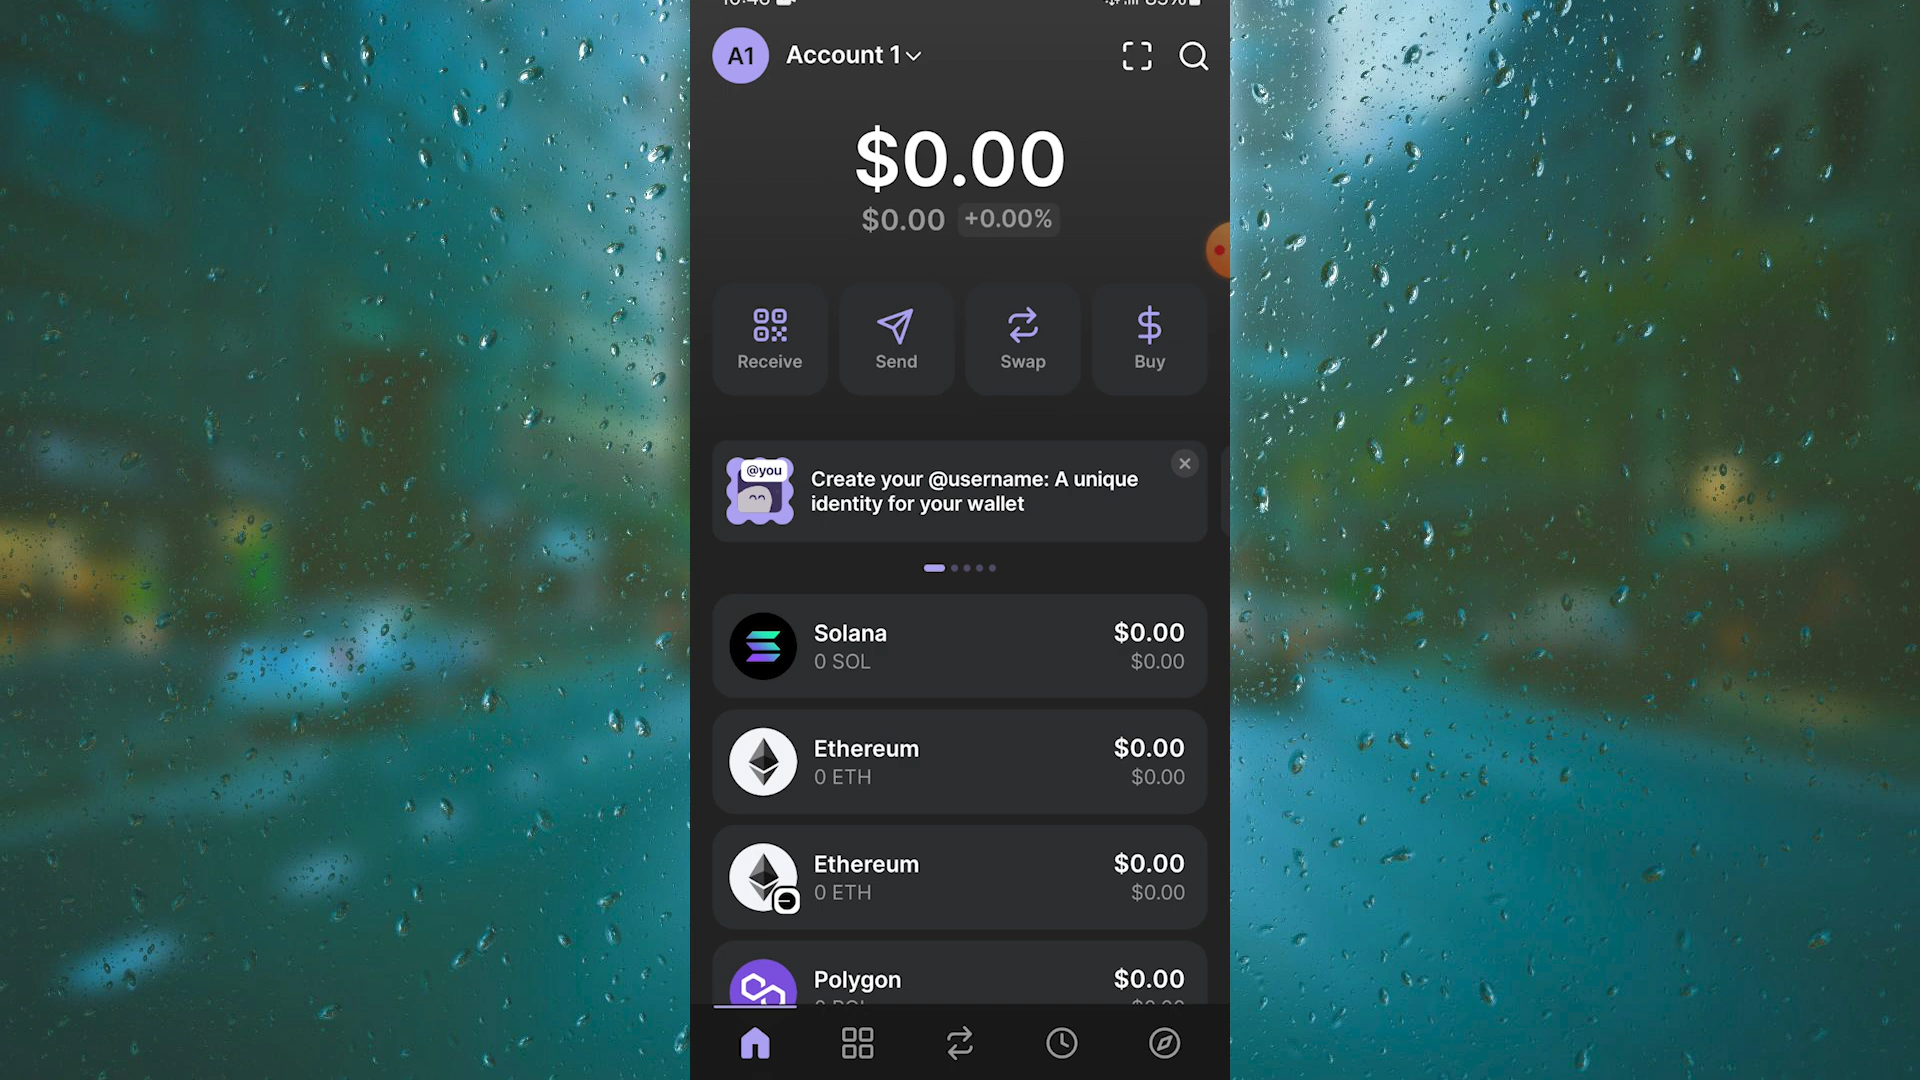 A1 Account 1
$0.00
$0.00 +0.00%
Receive Send Swap Buy
@you
Create your @username: A unique
identity for your wallet
Solana $0.00
0 SOL $0.00
Ethereum $0.00
0 ETH $0.00
Ethereum $0.00
0 ETH $0.00
Polygon $0.00